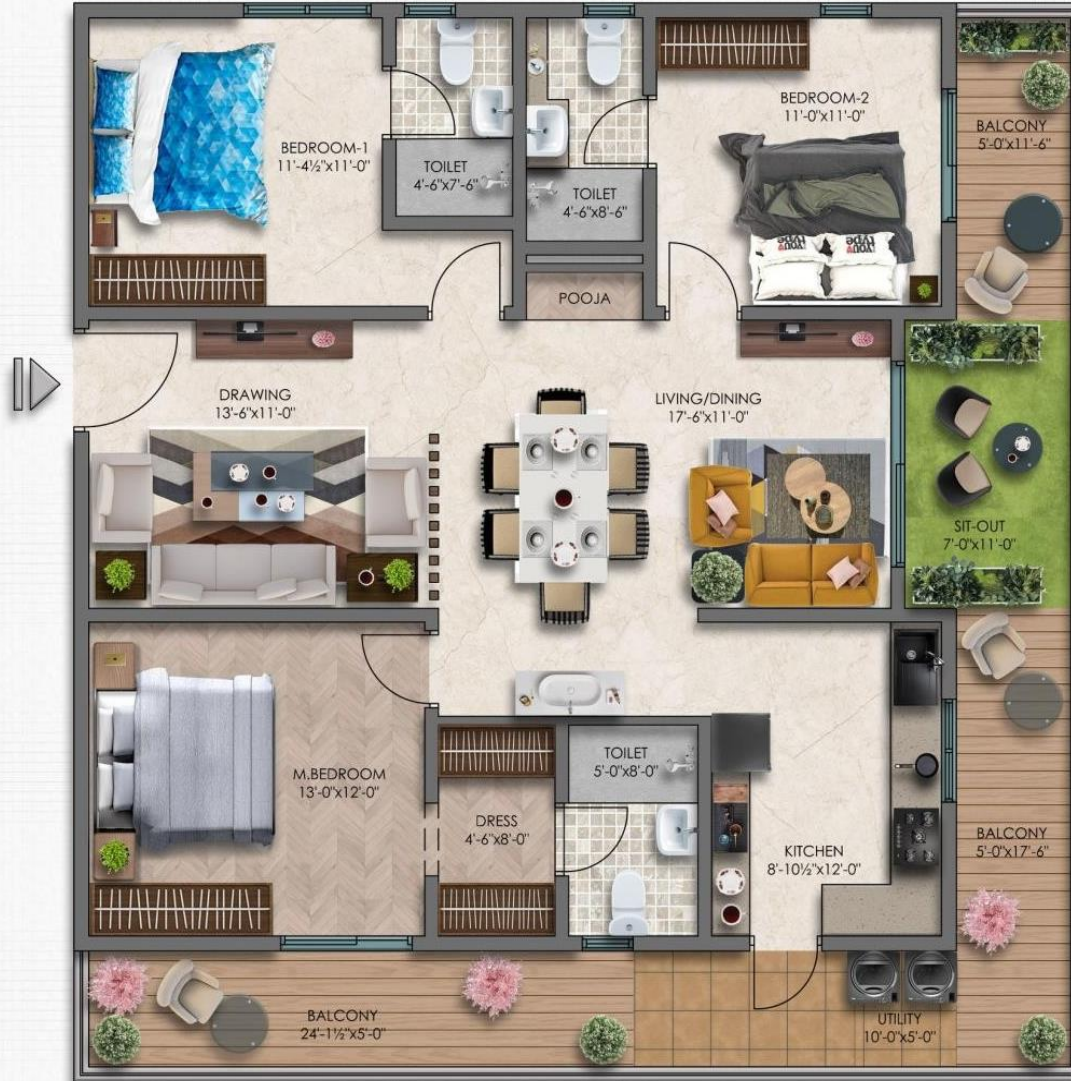 BEDROOM-1
11'-4½"x11'-0"
TOILET
4'-6"x7'-6"
TOILET
4'-6"x8'-6"
BEDROOM-2
11'-0"x11'-0"
BALCONY
5'-0"x11'-6"
POOJA
DRAWING
13'-6"x11'-0"
LIVING/DINING
17'-6"x11'-0"
SIT-OUT
7'-0"x11'-0"
M.BEDROOM
13'-0"x12'-0"
DRESS
4'-6"x8'-0"
TOILET
5'-0"x8'-0"
KITCHEN
8'-10½"x12'-0"
BALCONY
5'-0"x17'-6"
BALCONY
24'-1½"x5'-0"
UTILITY
10'-0"x5'-0"